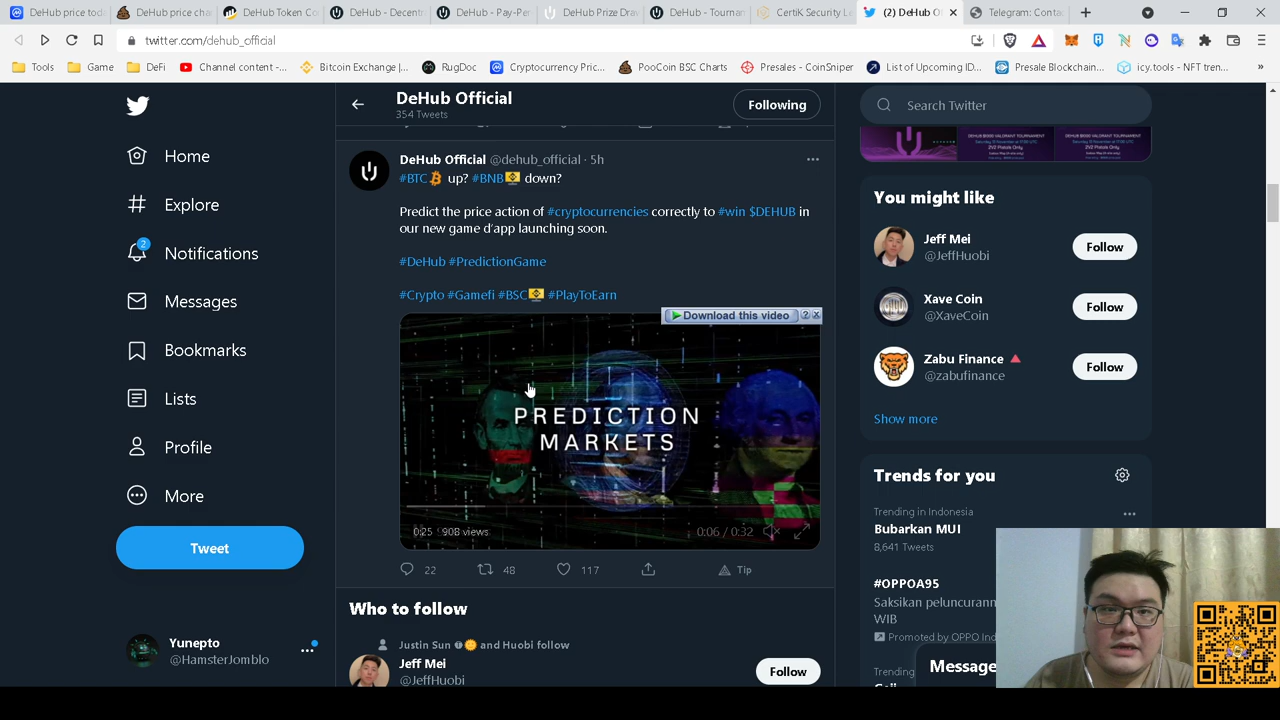 DeHub price tod
DeHub price cha
DeHub Token Co
DeHub - Decentr
DeHub - Pay-Per
DeHub Prize Drav
DeHub - Tournan
CertiK Security Le
(2) DeHub O
Telegram: Conta
twitter.com/dehub_official
Tools
Game
DeFi
Channel content -...
Bitcoin Exchange |...
RugDoc
Cryptocurrency Pric...
PooCoin BSC Charts
Presales - CoinSniper
List of Upcoming ID...
Presale Blockchain...
icy.tools - NFT tren...
»
DeHub Official
354 Tweets
Following
Search Twitter
Home
Explore
2
Notifications
Messages
Bookmarks
Lists
Profile
More
Tweet
Yunepto
@HamsterJomblo
DeHub Official @dehub_official · 5h
#BTC up? #BNB down?
Predict the price action of #cryptocurrencies correctly to #win $DEHUB in
our new game d'app launching soon.
#DeHub #PredictionGame
#Crypto #Gamefi #BSC #PlayToEarn
Download this video
?
PREDICTION
MARKETS
0:25 908 views
0:06 / 0:32
22
48
117
Tip
Who to follow
Justin Sun and Huobi follow
Jeff Mei
@JeffHuobi
Follow
You might like
Jeff Mei
@JeffHuobi
Follow
Xave Coin
@XaveCoin
Follow
Zabu Finance
@zabufinance
Follow
Show more
Trends for you
Trending in Indonesia
Bubarkan MUI
8,641 Tweets
#OPPOA95
Saksikan peluncurann
WIB
Promoted by OPPO Ind
Trending
Message